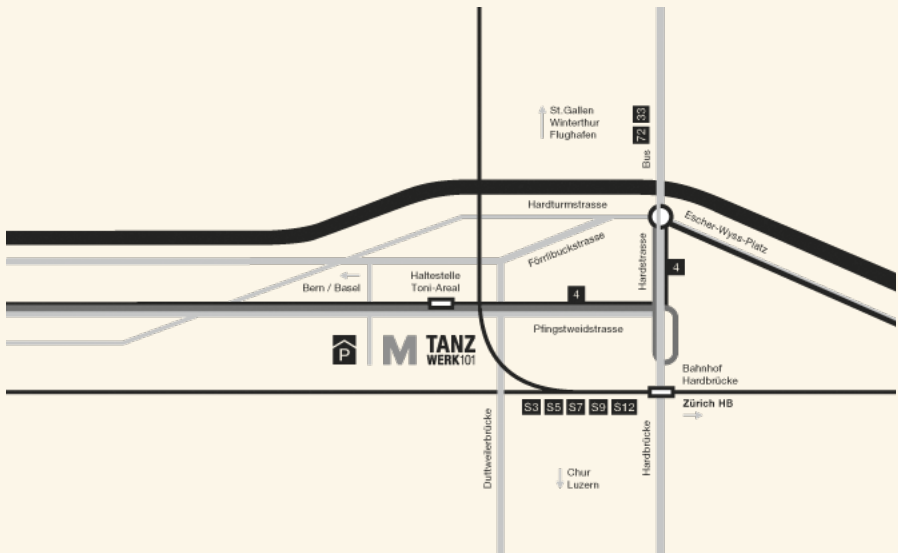 St.Gallen
Winterthur
Flughafen
33
72
Bus
Hardturmstrasse
Escher-Wyss-Platz
Förrlibuckstrasse
Hardstrasse
4
Bern / Basel
Haltestelle
Toni-Areal
4
Pfingstweidstrasse
P
M TANZ
WERK101
Bahnhof
Hardbrücke
Zürich HB
S3 S5 S7 S9 S12
Duttweilerbrücke
Hardbrücke
Chur
Luzern